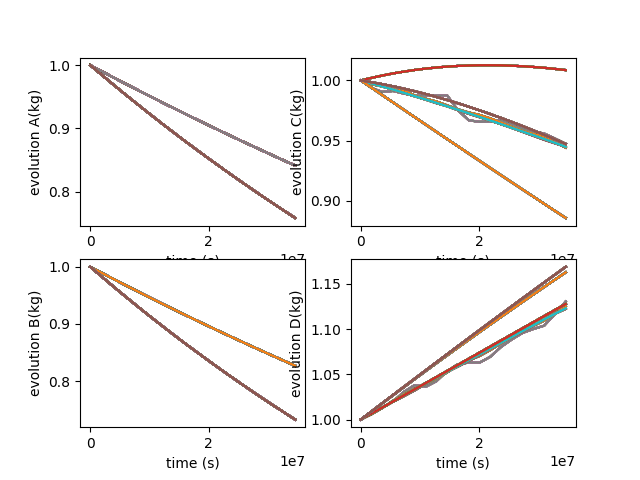 evolution A(kg)
1.0
0.9
0.8
0
2
1e7
time (s)
evolution C(kg)
1.00
0.95
0.90
0
2
1e7
time (s)
evolution B(kg)
1.0
0.9
0.8
0
2
1e7
time (s)
evolution D(kg)
1.15
1.10
1.05
1.00
0
2
1e7
time (s)